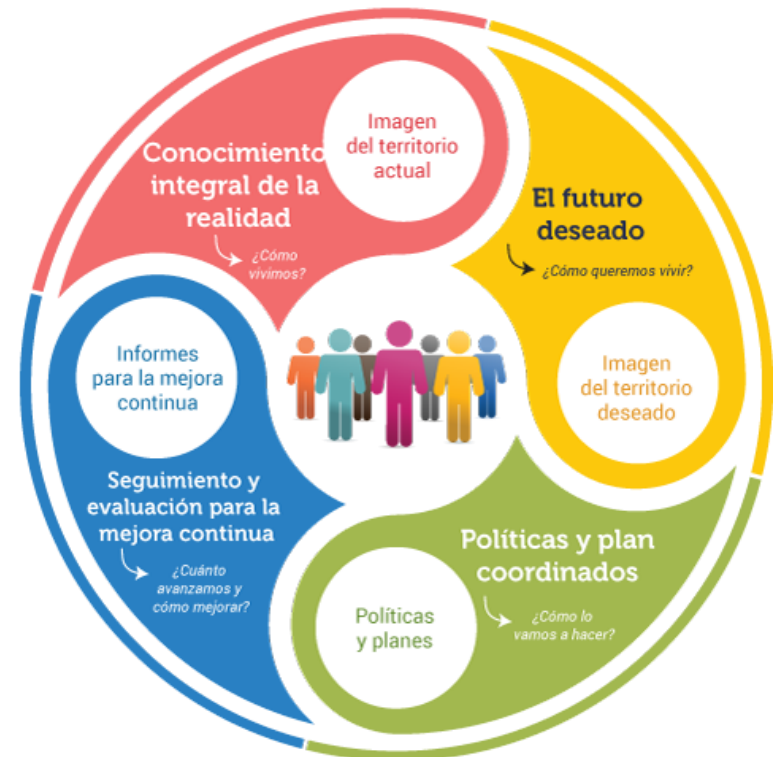 Conocimiento
integral de la
realidad
¿Cómo
vivimos?
Imagen
del territorio
actual
El futuro
deseado
¿Cómo queremos vivir?
Imagen
del territorio
deseado
Políticas y plan
coordinados
¿Cómo lo
vamos a hacer?
Políticas
y planes
Seguimiento y
evaluación para la
mejora continua
¿Cuánto
avanzamos y
cómo mejorar?
Informes
para la mejora
continua